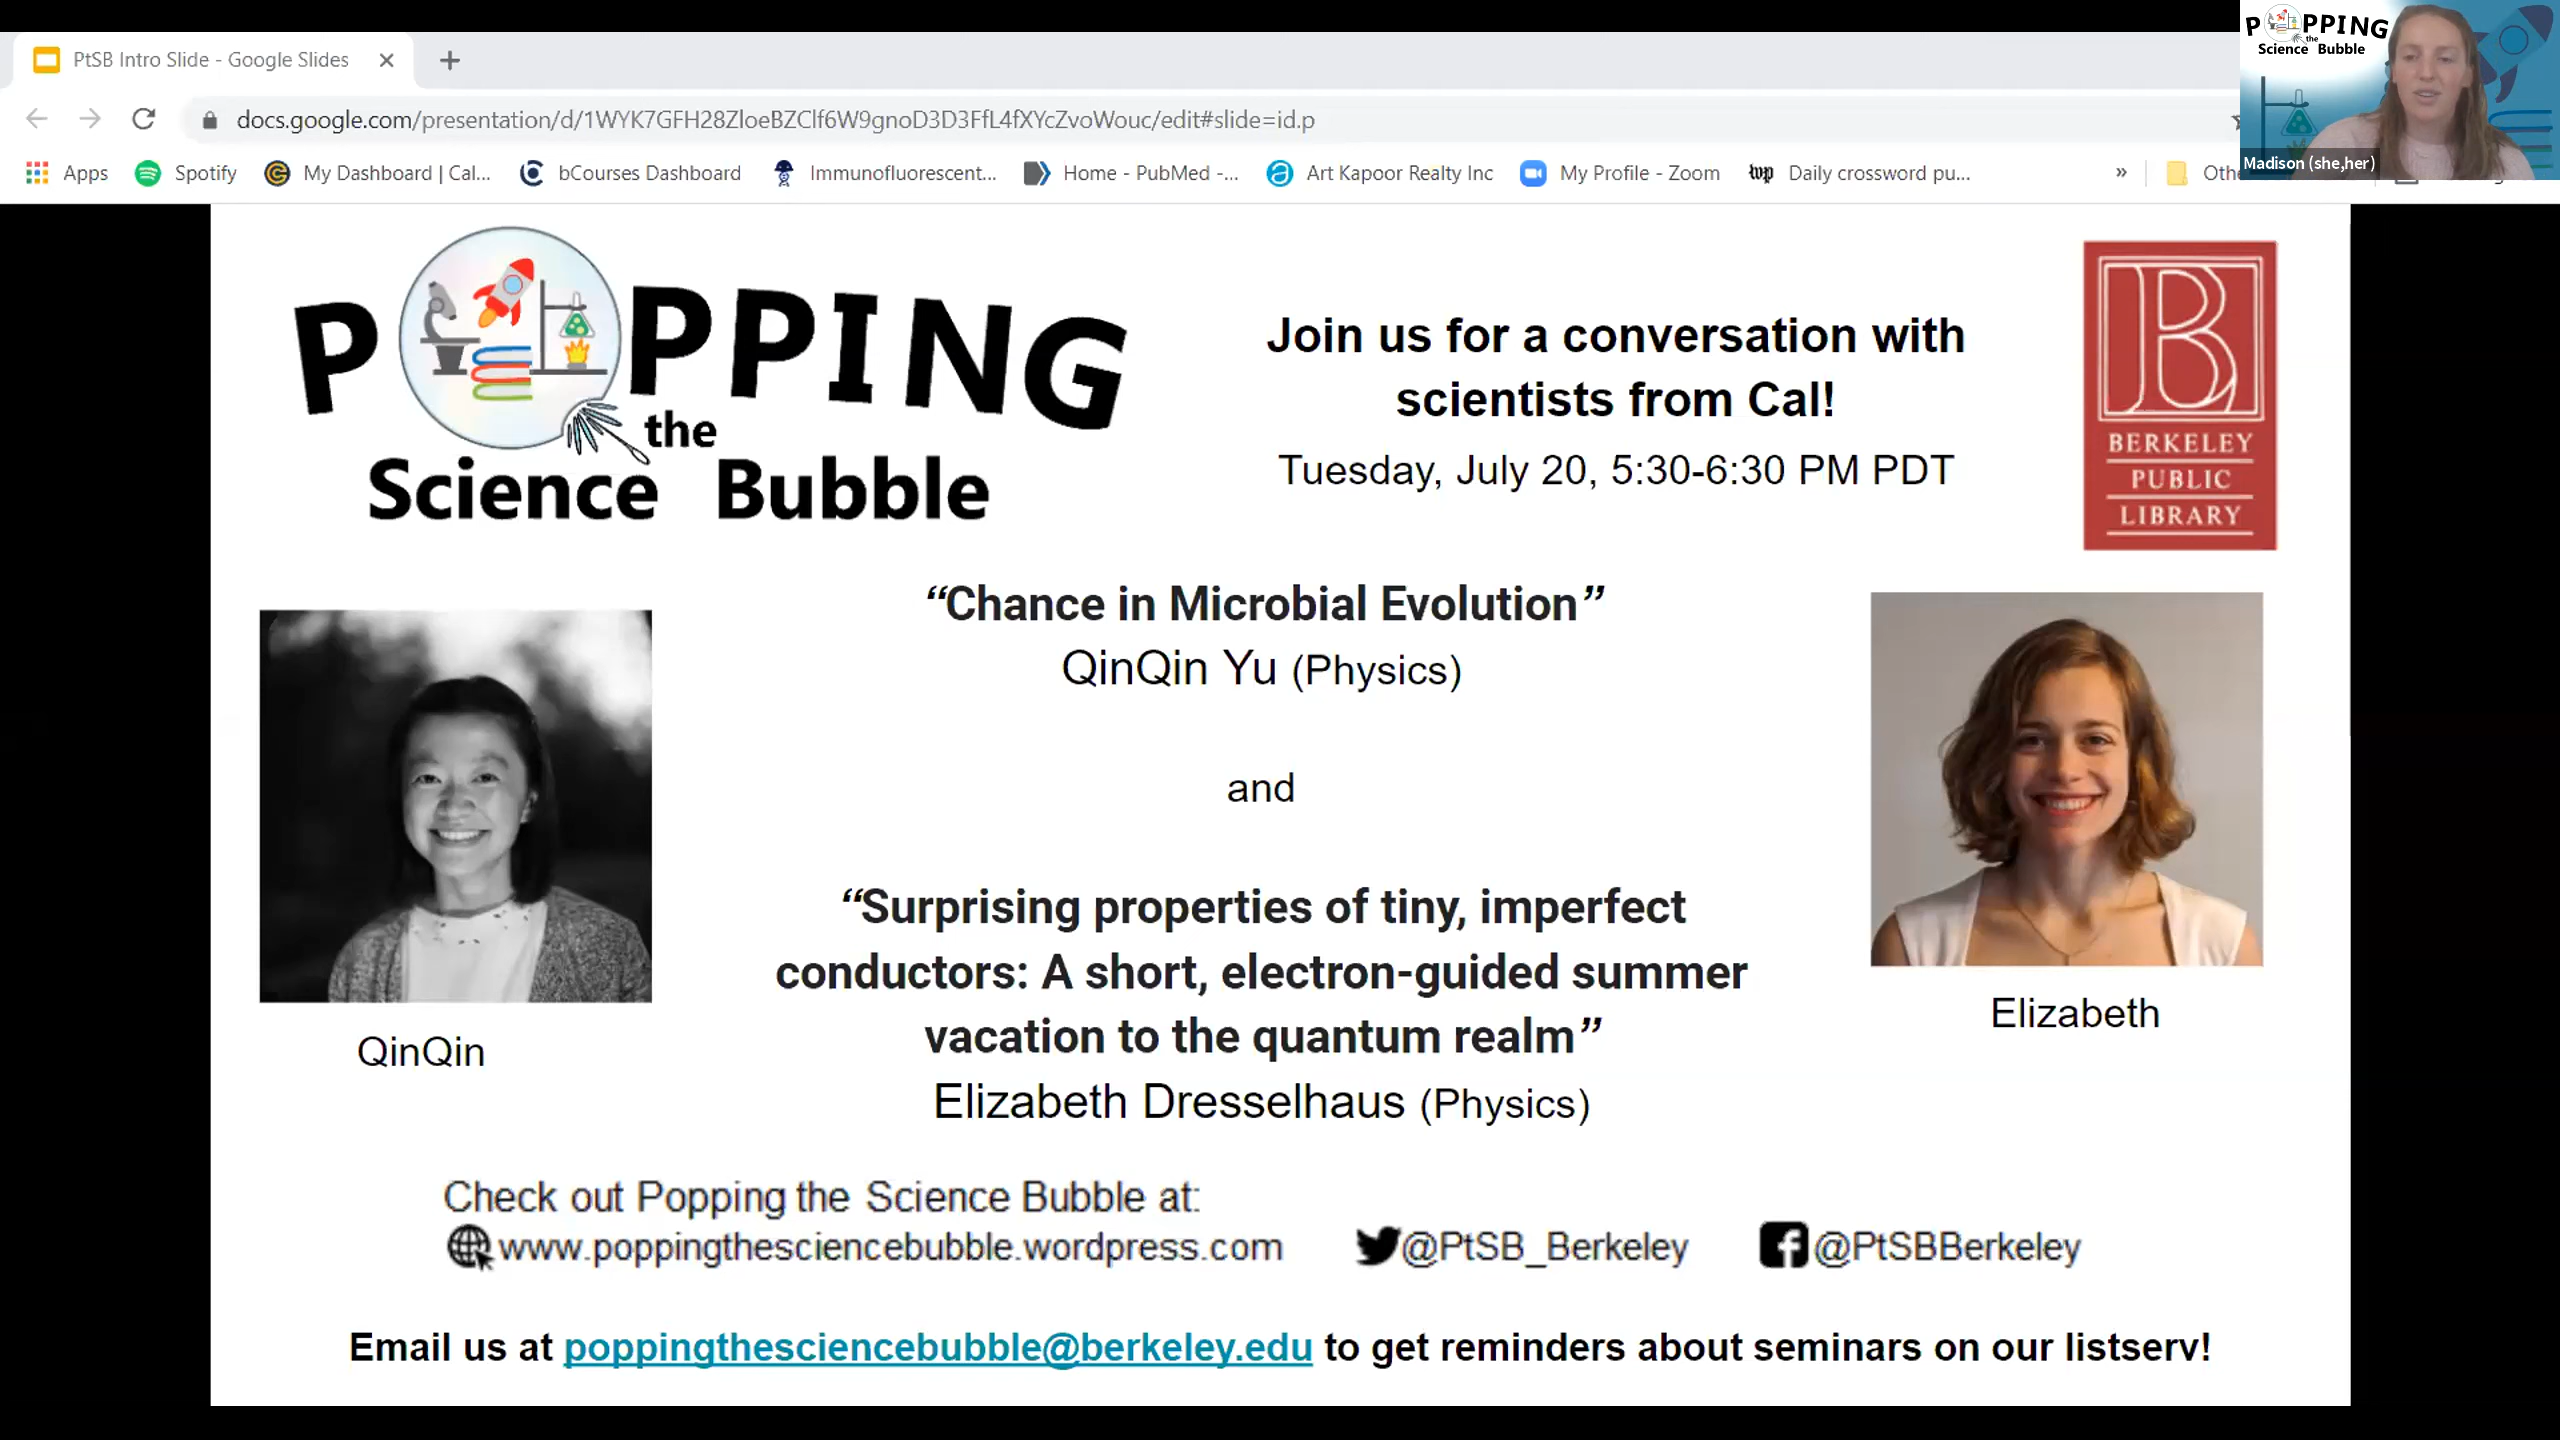 PtSB Intro Slide - Google Slides
docs.google.com/presentation/d/1WYK7GFH28ZloeBZClf6W9gnoD3D3FfL4fXYcZvoWouc/edit#slide=id.p
Apps Spotify My Dashboard | Cal... bCourses Dashboard Immunofluorescent... Home - PubMed -... Art Kapoor Realty Inc My Profile - Zoom Daily crossword pu... »
POPPING
the
Science Bubble
Madison (she,her)
POPPING
the
Science Bubble
Join us for a conversation with
scientists from Cal!
Tuesday, July 20, 5:30-6:30 PM PDT
B
BERKELEY
PUBLIC
LIBRARY
“Chance in Microbial Evolution”
QinQin Yu (Physics)
and
“Surprising properties of tiny, imperfect
conductors: A short, electron-guided summer
vacation to the quantum realm”
Elizabeth Dresselhaus (Physics)
QinQin
Elizabeth
Check out Popping the Science Bubble at:
www.poppingthesciencebubble.wordpress.com @PtSB_Berkeley @PtSBBerkeley
Email us at poppingthesciencebubble@berkeley.edu to get reminders about seminars on our listserv!